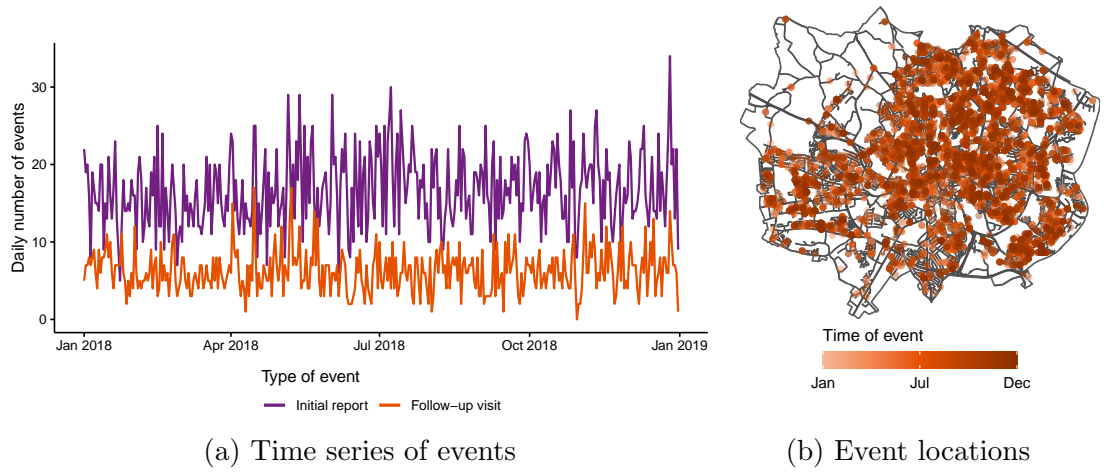 Daily number of events
30
20
10
0
Jan 2018 Apr 2018 Jul 2018 Oct 2018 Jan 2019
Type of event
Initial report Follow−up visit
(a) Time series of events
Time of event
Jan Jul Dec
(b) Event locations